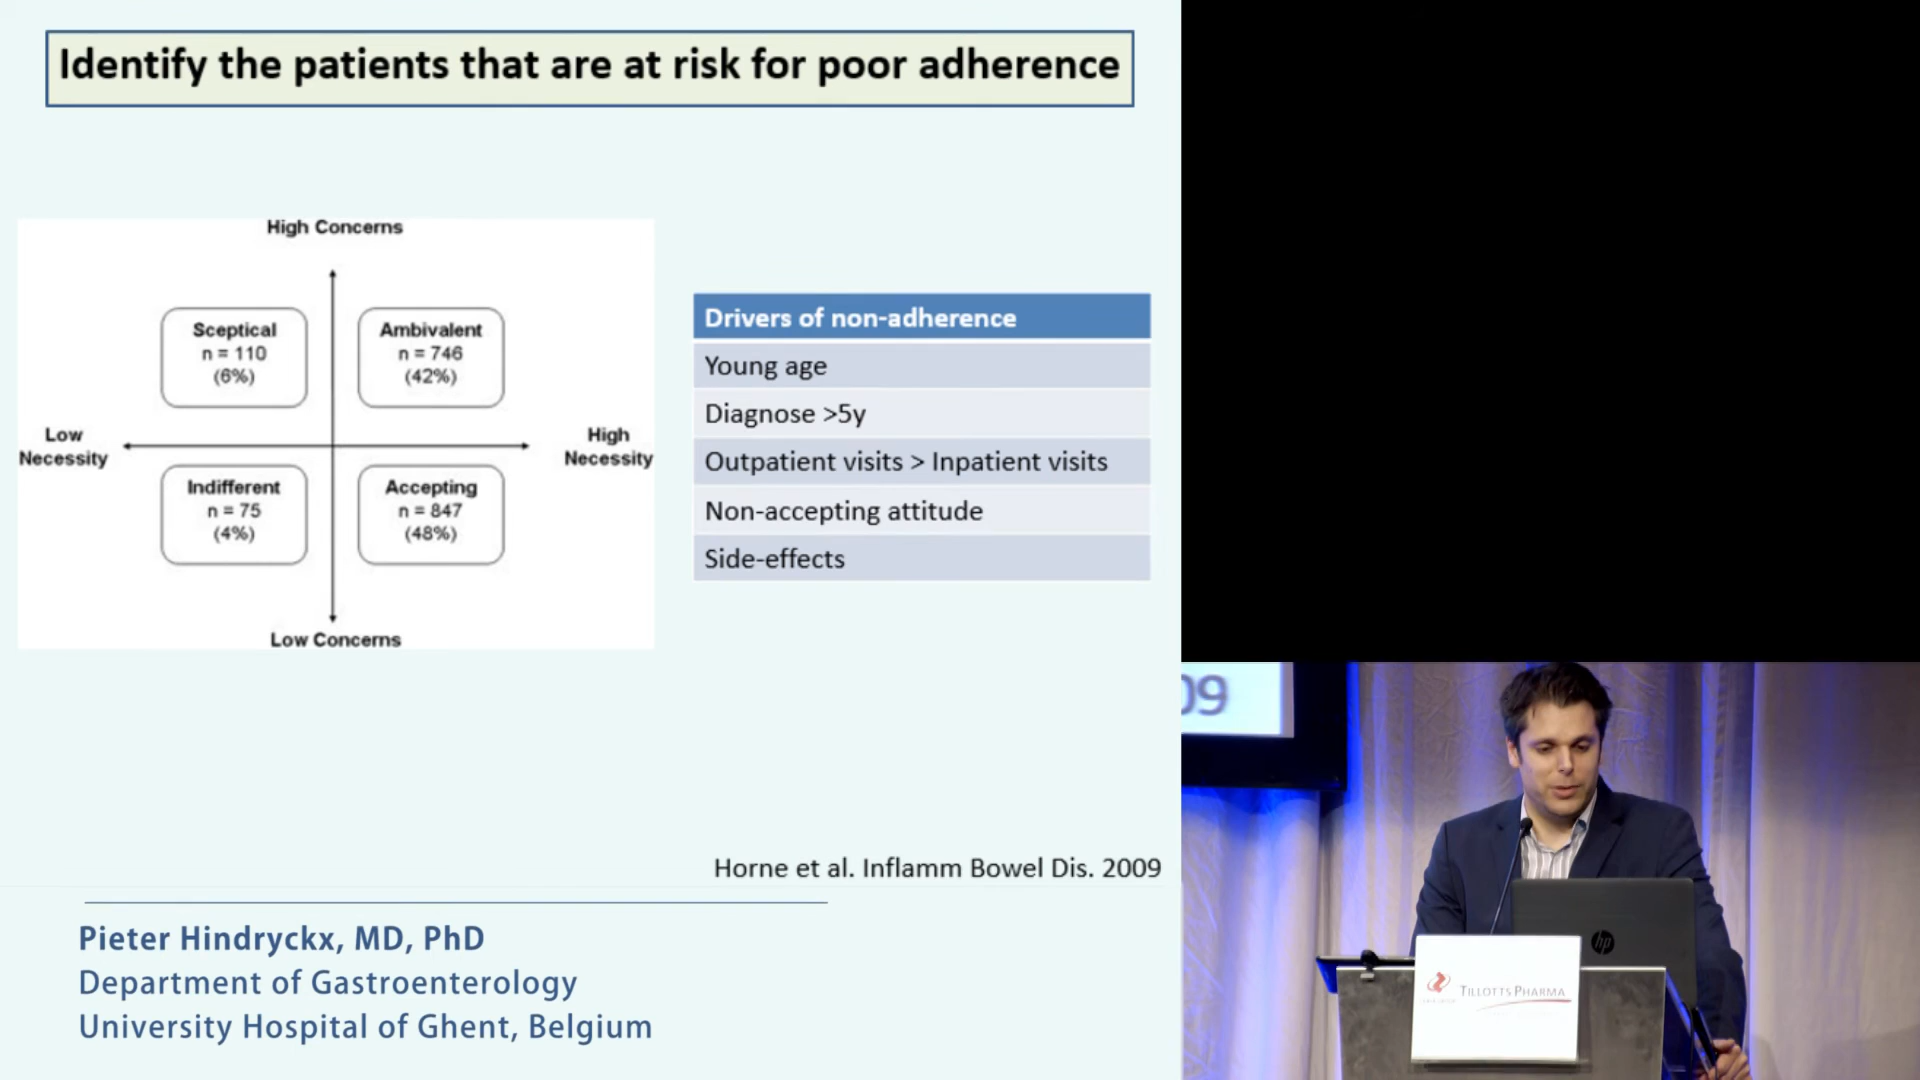 Identify the patients that are at risk for poor adherence
High Concerns
Sceptical
n = 110
(6%)
Ambivalent
n = 746
(42%)
Low
Necessity
High
Necessity
Indifferent
n = 75
(4%)
Accepting
n = 847
(48%)
Low Concerns
Drivers of non-adherence
Young age
Diagnose >5y
Outpatient visits > Inpatient visits
Non-accepting attitude
Side-effects
Horne et al. Inflamm Bowel Dis. 2009
Pieter Hindryckx, MD, PhD
Department of Gastroenterology
University Hospital of Ghent, Belgium
09
hp
TILLOTTS PHARMA